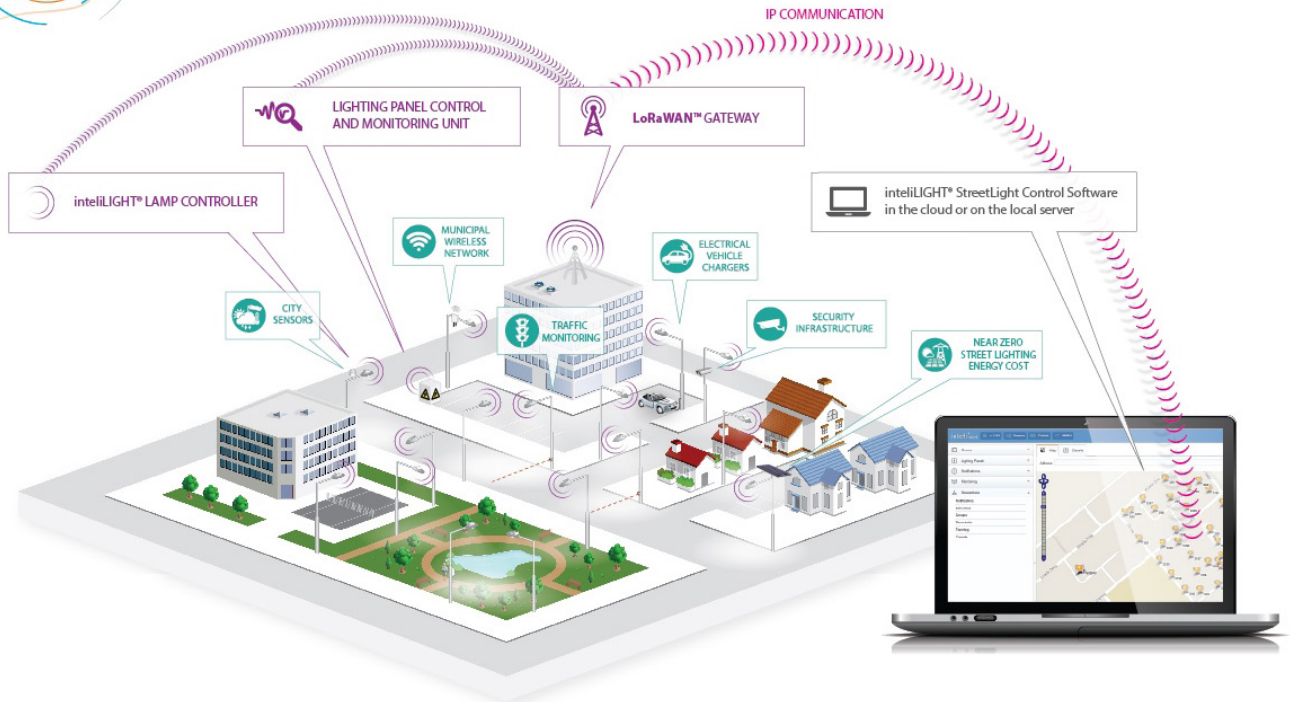 IP COMMUNICATION
LIGHTING PANEL CONTROL
AND MONITORING UNIT
LoRaWAN™ GATEWAY
inteliLIGHT® LAMP CONTROLLER
inteliLIGHT® StreetLight Control Software
in the cloud or on the local server
MUNICIPAL
WIRELESS
NETWORK
ELECTRICAL
VEHICLE
CHARGERS
CITY
SENSORS
TRAFFIC
MONITORING
SECURITY
INFRASTRUCTURE
NEAR ZERO
STREET LIGHTING
ENERGY COST